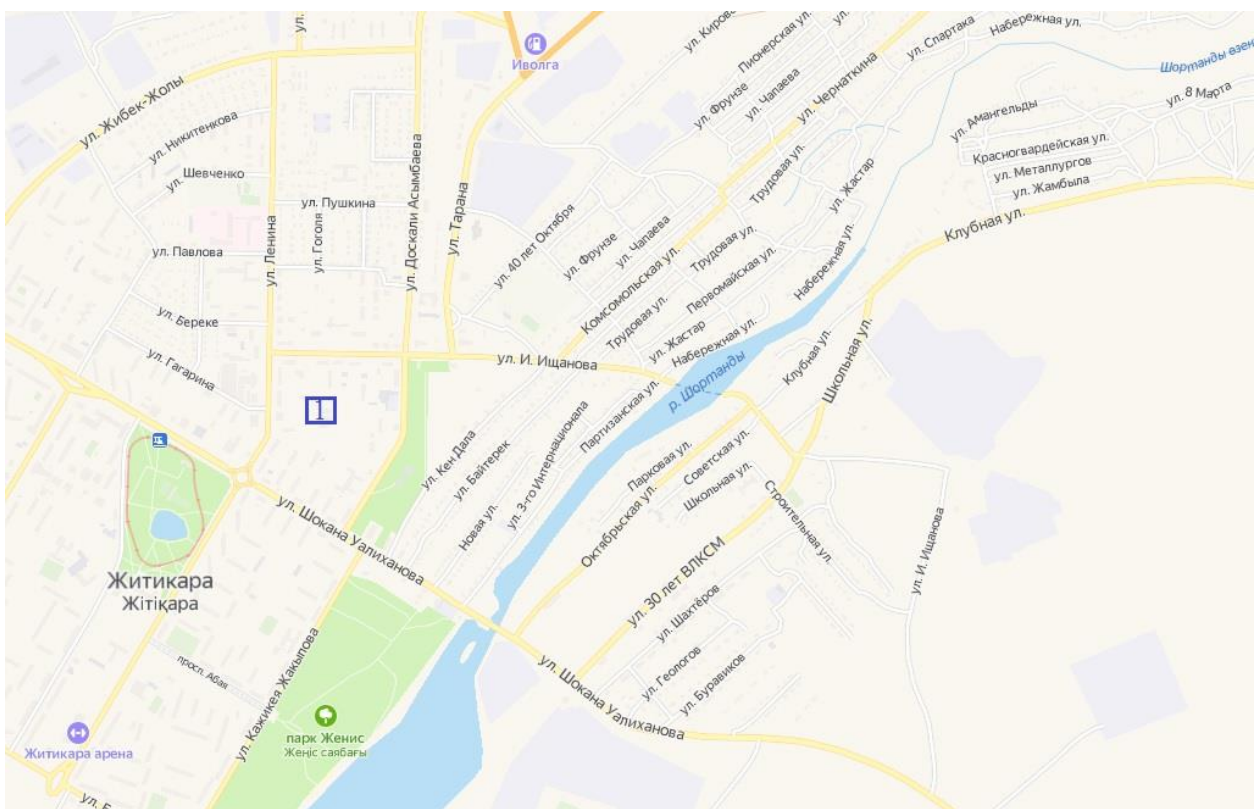 ул. Кирово
Пионерская ул.
ул. Спартака
Набережная ул.
Иволга
Шортанды өзен
ул. Жибек-Жолы
ул. Никитенкова
ул. Фрунзе
ул. Чапаева
ул. Чернаткина
ул. Амангельды
ул. 8 Марта
Красногвардейская ул.
ул. Металлургов
ул. Жамбыла
ул. Шевченко
ул. Пушкина
ул. Гоголя
ул. Ленина
ул. Доскали Асымбаева
ул. Тарана
ул. 40 лет Октября
ул. Фрунзе
ул. Чапаева
Трудовая ул.
ул. Жастар
Клубная ул.
ул. Павлова
Комсомольская ул.
Трудовая ул.
Первомайская ул.
Набережная ул.
ул. Береке
ул. Гагарина
Трудовая ул.
ул. Жастар
Набережная ул.
ул. И. Ищанова
р. Шортанды
Клубная ул.
Школьная ул.
1
Партизанская ул.
ул. Кен Дала
ул. Байтерек
Новая ул.
ул. 3-го Интернационала
Парковая ул.
Советская ул.
Школьная ул.
Октябрьская ул.
Строительная ул.
ул. И. Ищанова
ул. Шокана Уалиханова
Житикара
Жітіқара
ул. 30 лет ВЛКСМ
ул. Шахтёров
ул. Геологов
ул. Буравиков
ул. Шокана Уалиханова
просп. Абая
ул. Кажикея Жакыпова
парк Женис
Жеңіс саябағы
Житикара арена